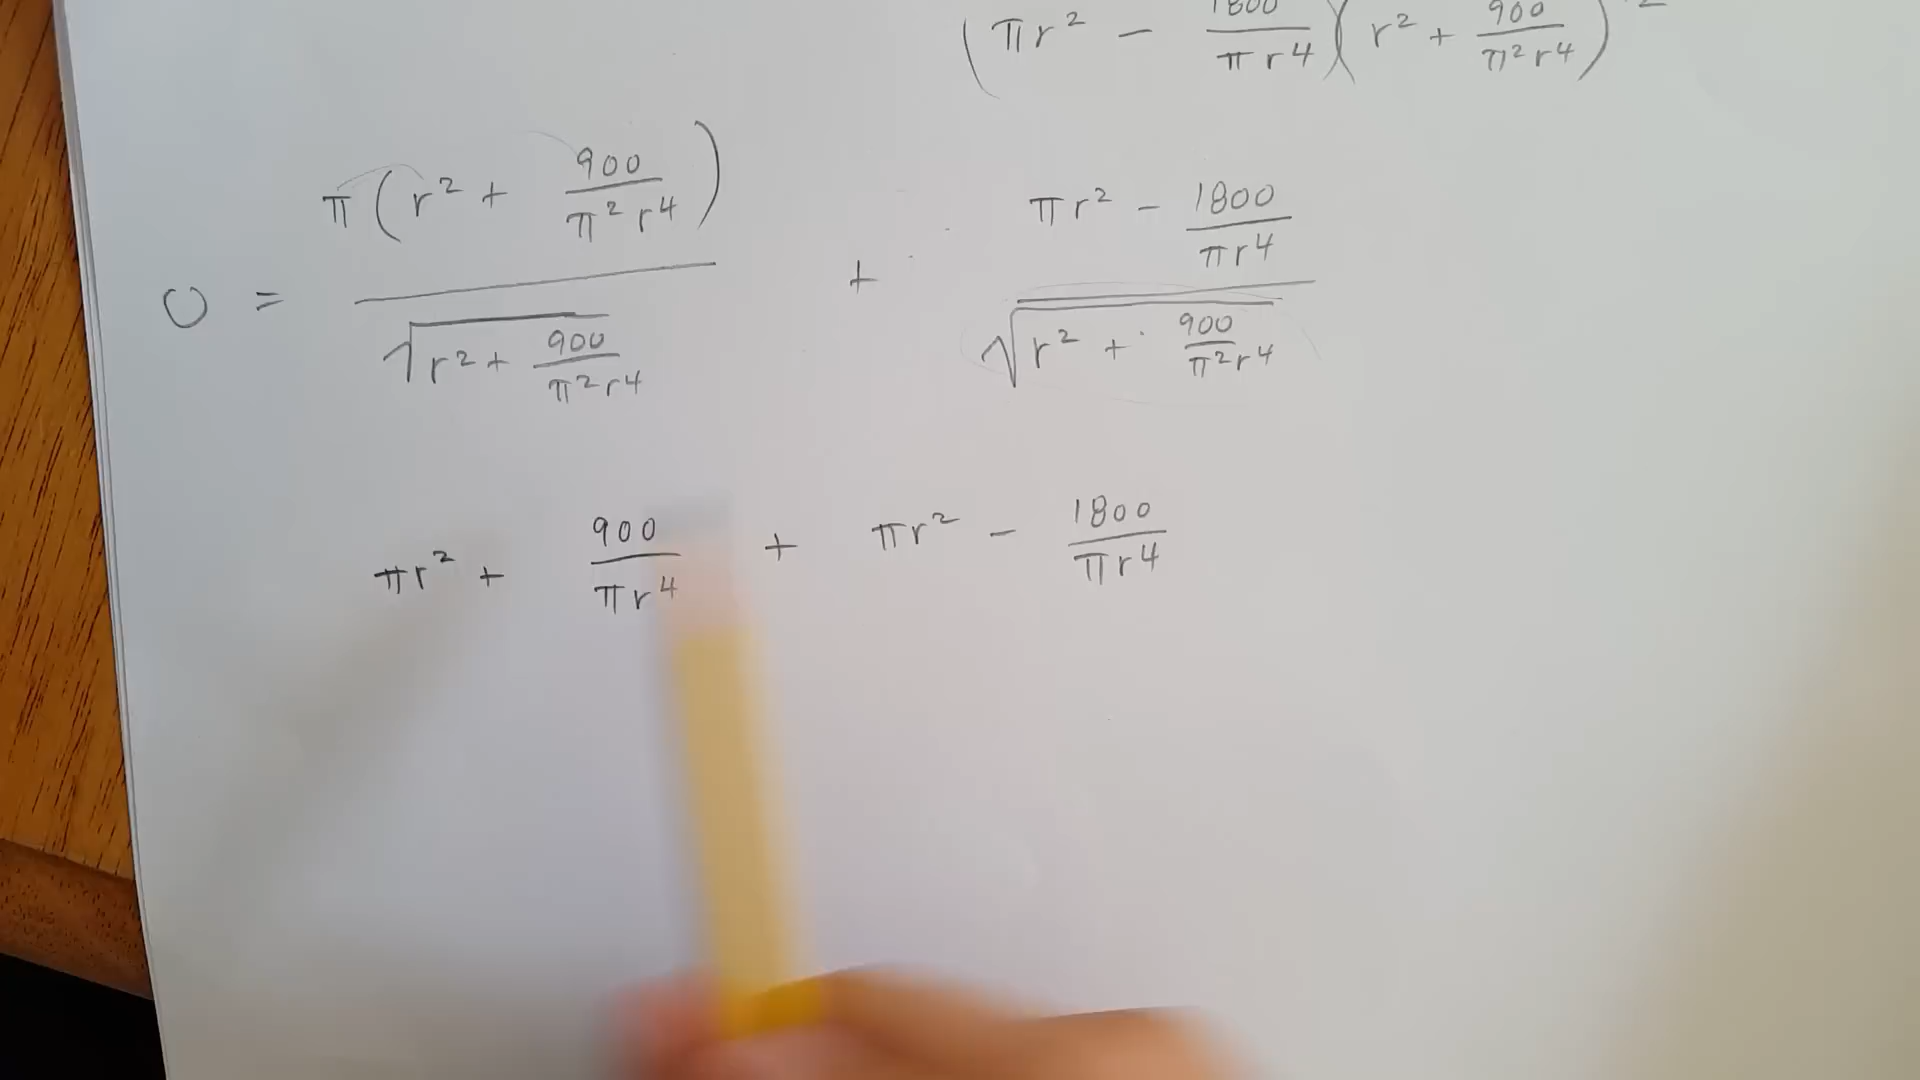 (πr² − 1800/πr⁴)(r² + 900/π²r⁴)
0 = π(r² + 900/π²r⁴)/√(r² + 900/π²r⁴) + (πr² − 1800/πr⁴)/√(r² + 900/π²r⁴)
πr² + 900/πr⁴ + πr² − 1800/πr⁴